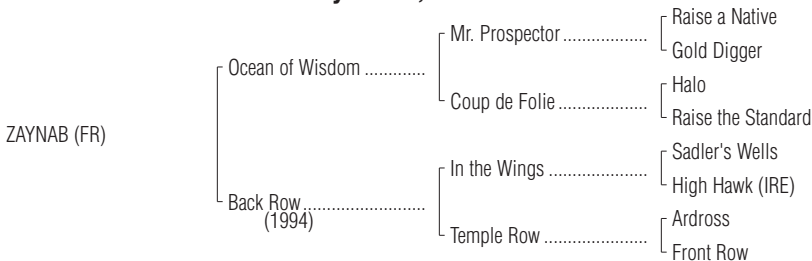 Raise a Native
Mr. Prospector ..................
Gold Digger
Ocean of Wisdom .............
Halo
Coup de Folie ...................
Raise the Standard
ZAYNAB (FR)
Sadler's Wells
In the Wings .....................
High Hawk (IRE)
Back Row ..........................
(1994)
Ardross
Temple Row ......................
Front Row